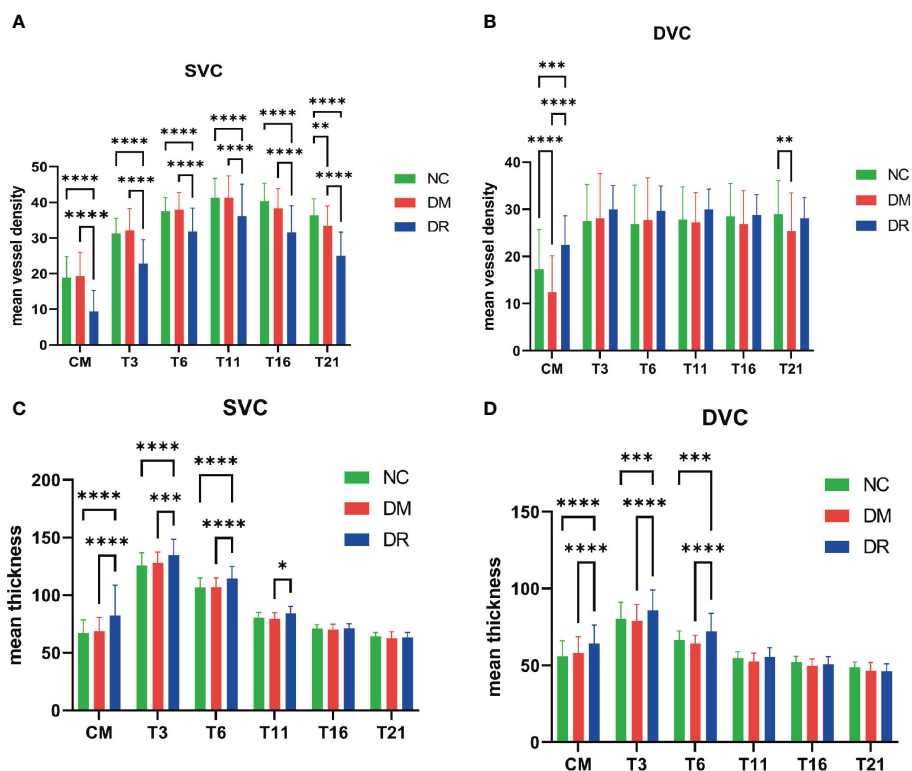 A
SVC
mean vessel density
50
40
30
20
10
0
**** **** **** **** **** ****
**** **** **** **** **** ** ****
CM T3 T6 T11 T16 T21
NC
DM
DR
B
DVC
mean vessel density
40
30
20
10
0
***
****
**** **
CM T3 T6 T11 T16 T21
NC
DM
DR
C
SVC
mean thickness
200
150
100
50
0
**** **** ****
**** *** **** *
CM T3 T6 T11 T16 T21
NC
DM
DR
D
DVC
mean thickness
150
100
50
0
**** *** ***
**** **** ****
CM T3 T6 T11 T16 T21
NC
DM
DR